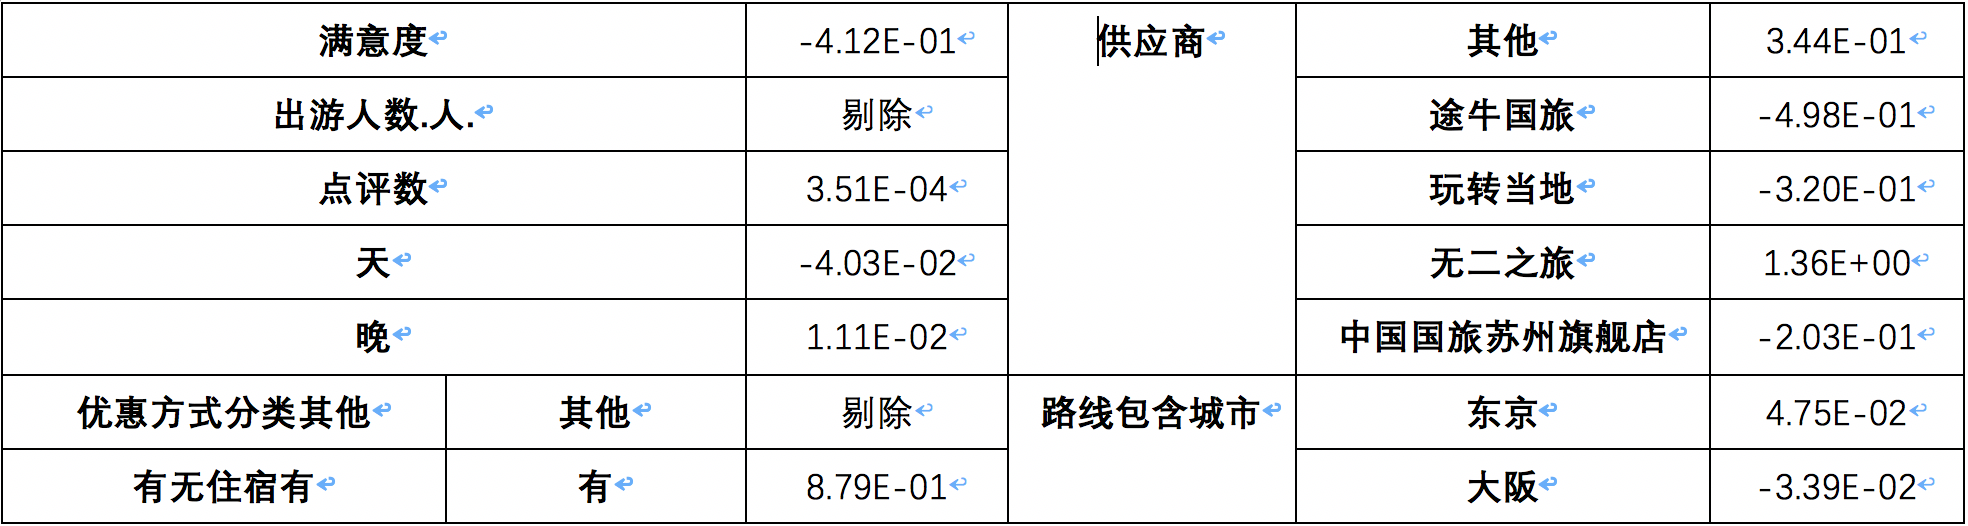 满意度 -4.12E-01 供应商 其他 3.44E-01
出游人数.人. 剔除 途牛国旅 -4.98E-01
点评数 3.51E-04 玩转当地 -3.20E-01
天 -4.03E-02 无二之旅 1.36E+00
晚 1.11E-02 中国国旅苏州旗舰店 -2.03E-01
优惠方式分类其他 其他 剔除 路线包含城市 东京 4.75E-02
有无住宿有 有 8.79E-01 大阪 -3.39E-02